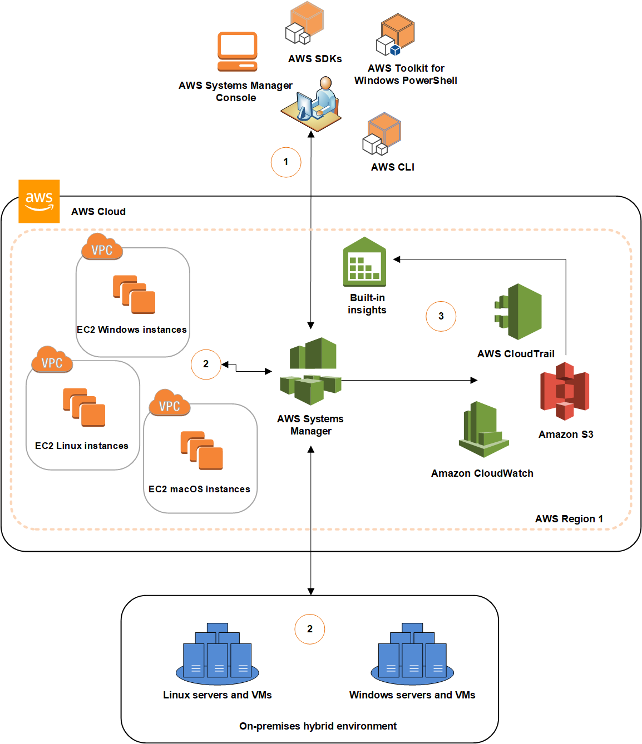 AWS SDKs
AWS Toolkit for
Windows PowerShell
AWS Systems Manager
Console
AWS CLI
1
aws
AWS Cloud
VPC
EC2 Windows instances
Built-in
insights
3
AWS CloudTrail
VPC
EC2 Linux instances
2
AWS Systems
Manager
VPC
EC2 macOS instances
Amazon S3
Amazon CloudWatch
AWS Region 1
2
Linux servers and VMs
Windows servers and VMs
On-premises hybrid environment